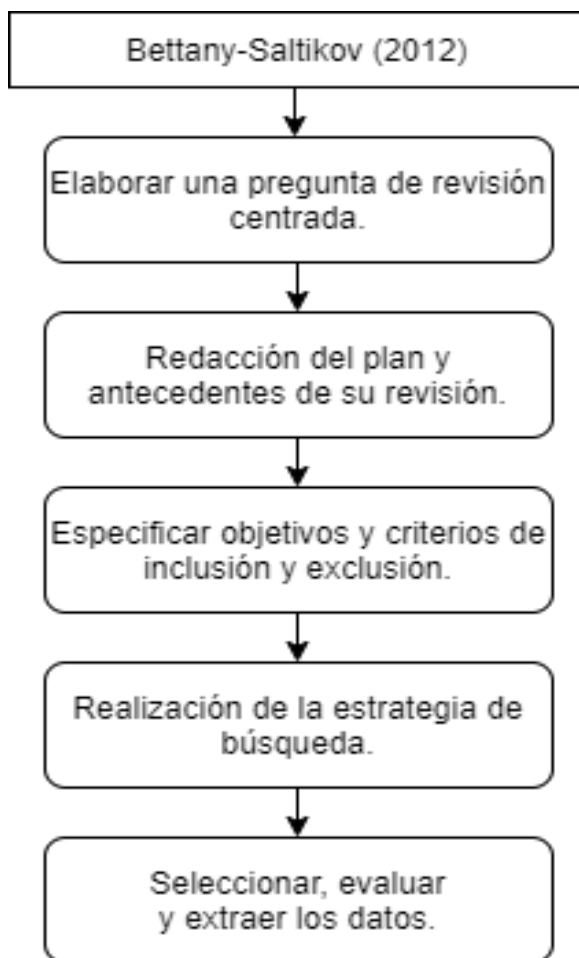 Bettany-Saltikov (2012)
Elaborar una pregunta de revisión
centrada.
Redacción del plan y
antecedentes de su revisión.
Especificar objetivos y criterios de
inclusión y exclusión.
Realización de la estrategia de
búsqueda.
Seleccionar, evaluar
y extraer los datos.